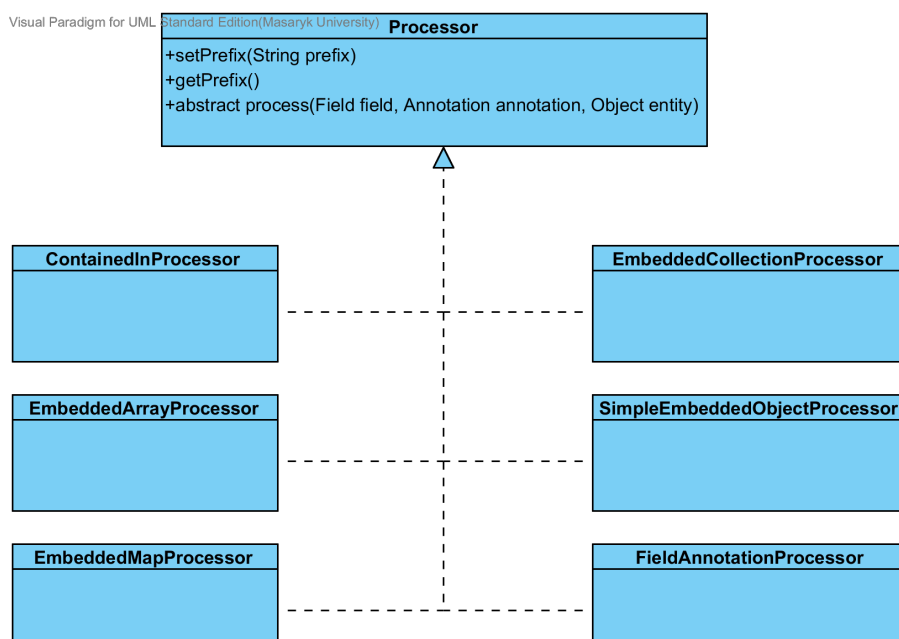 Visual Paradigm for UML Standard Edition(Masaryk University)
Processor
+setPrefix(String prefix)
+getPrefix()
+abstract process(Field field, Annotation annotation, Object entity)
ContainedInProcessor
EmbeddedCollectionProcessor
EmbeddedArrayProcessor
SimpleEmbeddedObjectProcessor
EmbeddedMapProcessor
FieldAnnotationProcessor